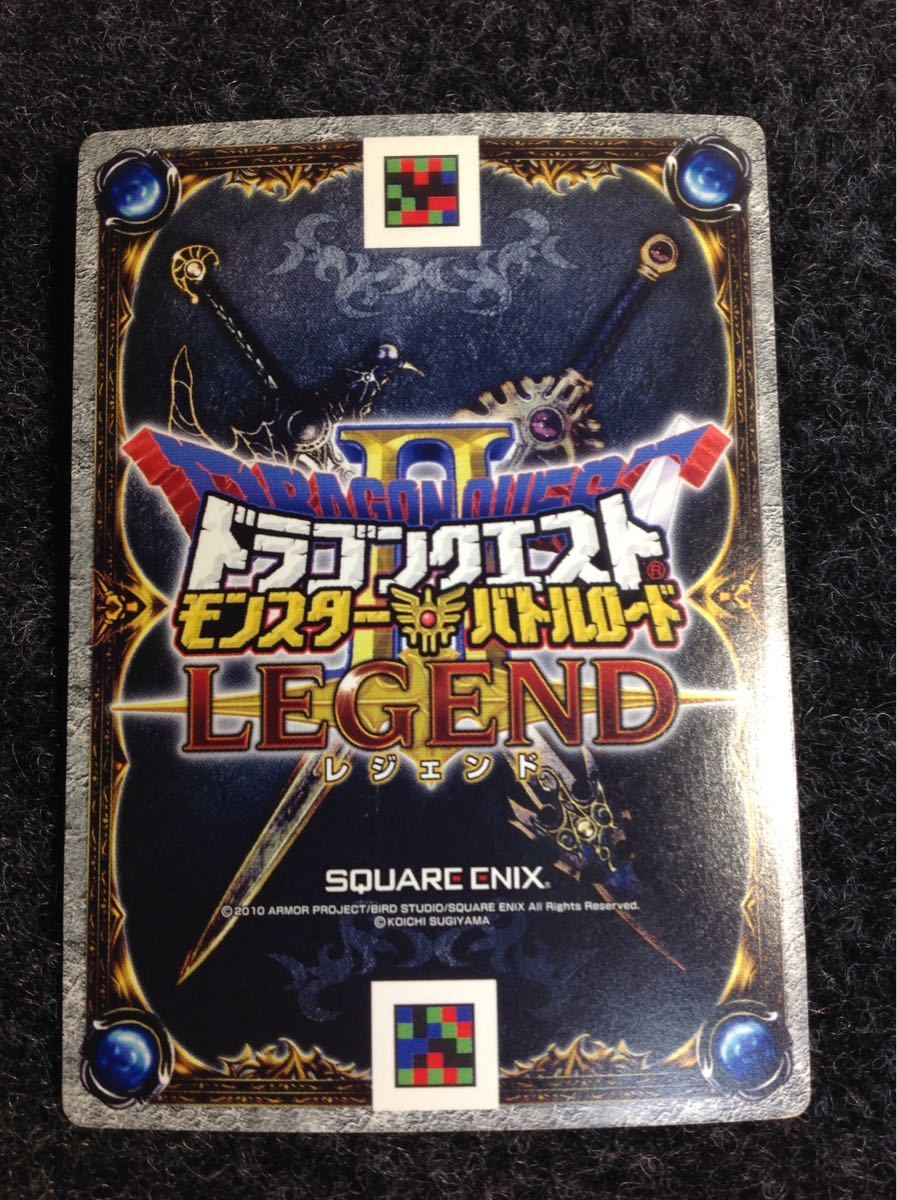 DRAGON QUEST
II
ドラゴンクエスト®
モンスターバトルロード
LEGEND
レジェンド
SQUARE ENIX®
©2010 ARMOR PROJECT/BIRD STUDIO/SQUARE ENIX All Rights Reserved.
©KOICHI SUGIYAMA